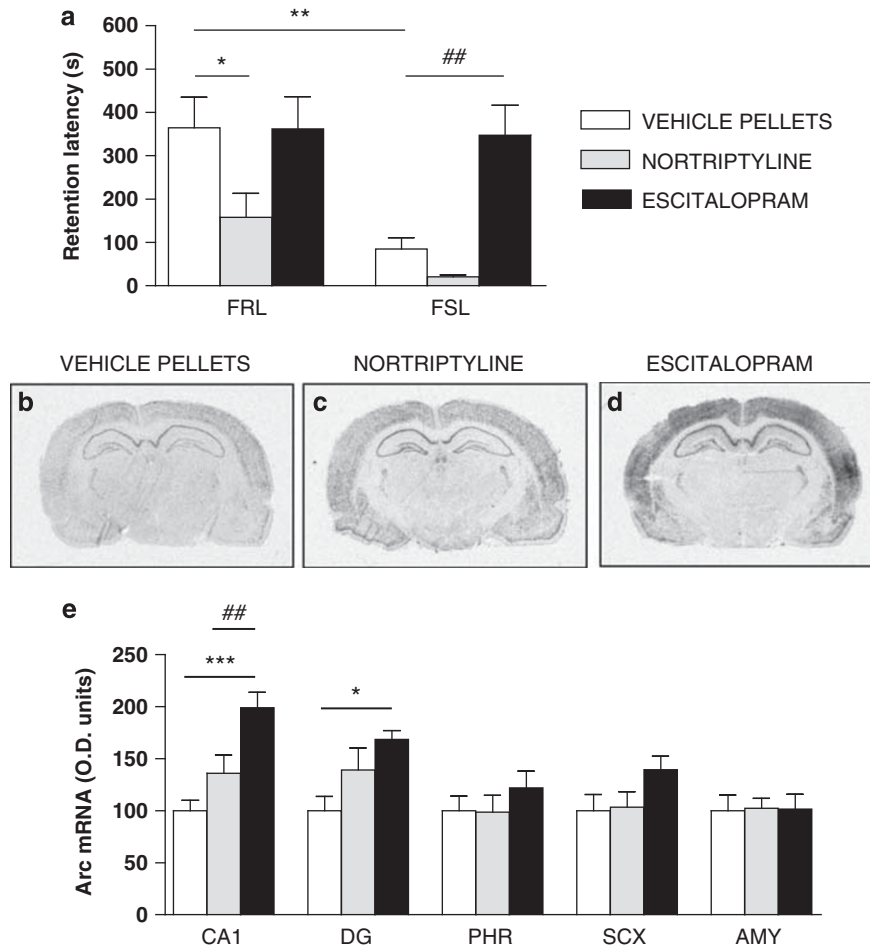 a
Retention latency (s)
600
500
400
300
200
100
0
**
*
##
FRL
FSL
VEHICLE PELLETS
NORTRIPTYLINE
ESCITALOPRAM
VEHICLE PELLETS
NORTRIPTYLINE
ESCITALOPRAM
b
c
d
e
Arc mRNA (O.D. units)
250
200
150
100
50
0
##
***
*
CA1
DG
PHR
SCX
AMY